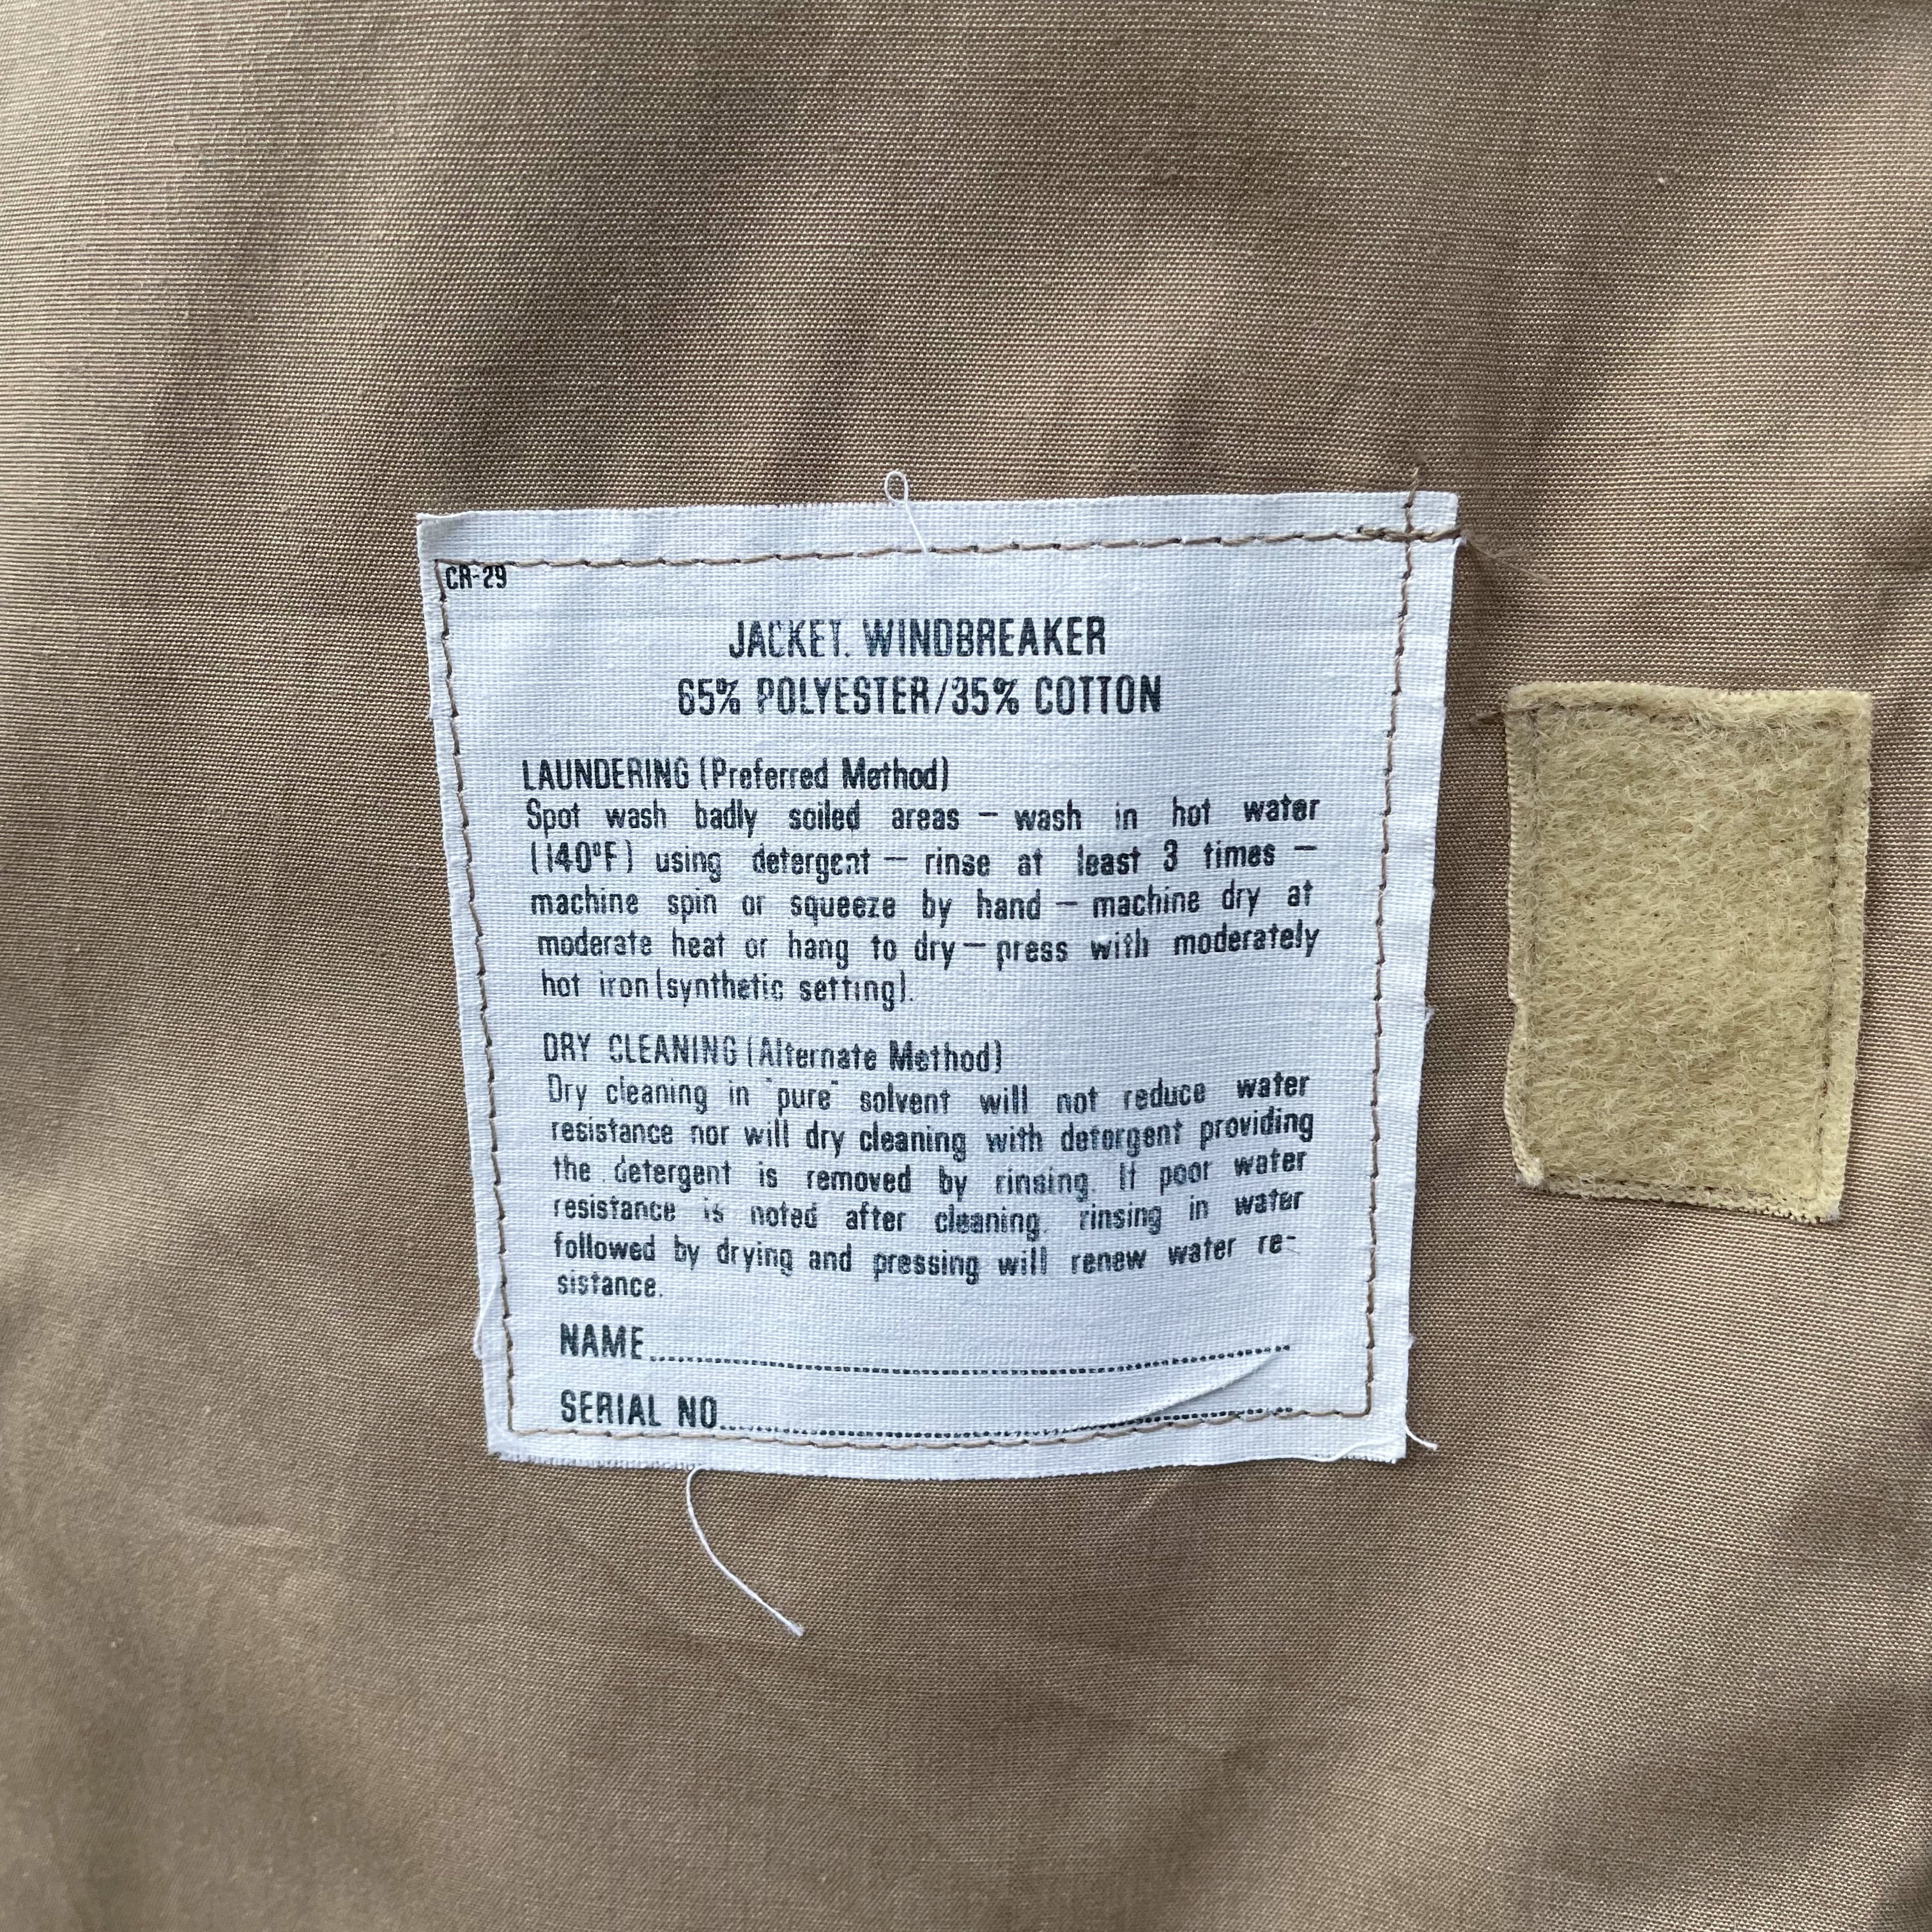 CR-29
JACKET, WINDBREAKER
65% POLYESTER/35% COTTON
LAUNDERING (Preferred Method)
Spot wash badly soiled areas — wash in hot water
(140°F) using detergent — rinse at least 3 times —
machine spin or squeeze by hand — machine dry at
moderate heat or hang to dry — press with moderately
hot iron (synthetic setting).
DRY CLEANING (Alternate Method)
Dry cleaning in "pure" solvent will not reduce water
resistance nor will dry cleaning with detergent providing
the detergent is removed by rinsing. If poor water
resistance is noted after cleaning, rinsing in water
followed by drying and pressing will renew water re-
sistance.
NAME
SERIAL NO.